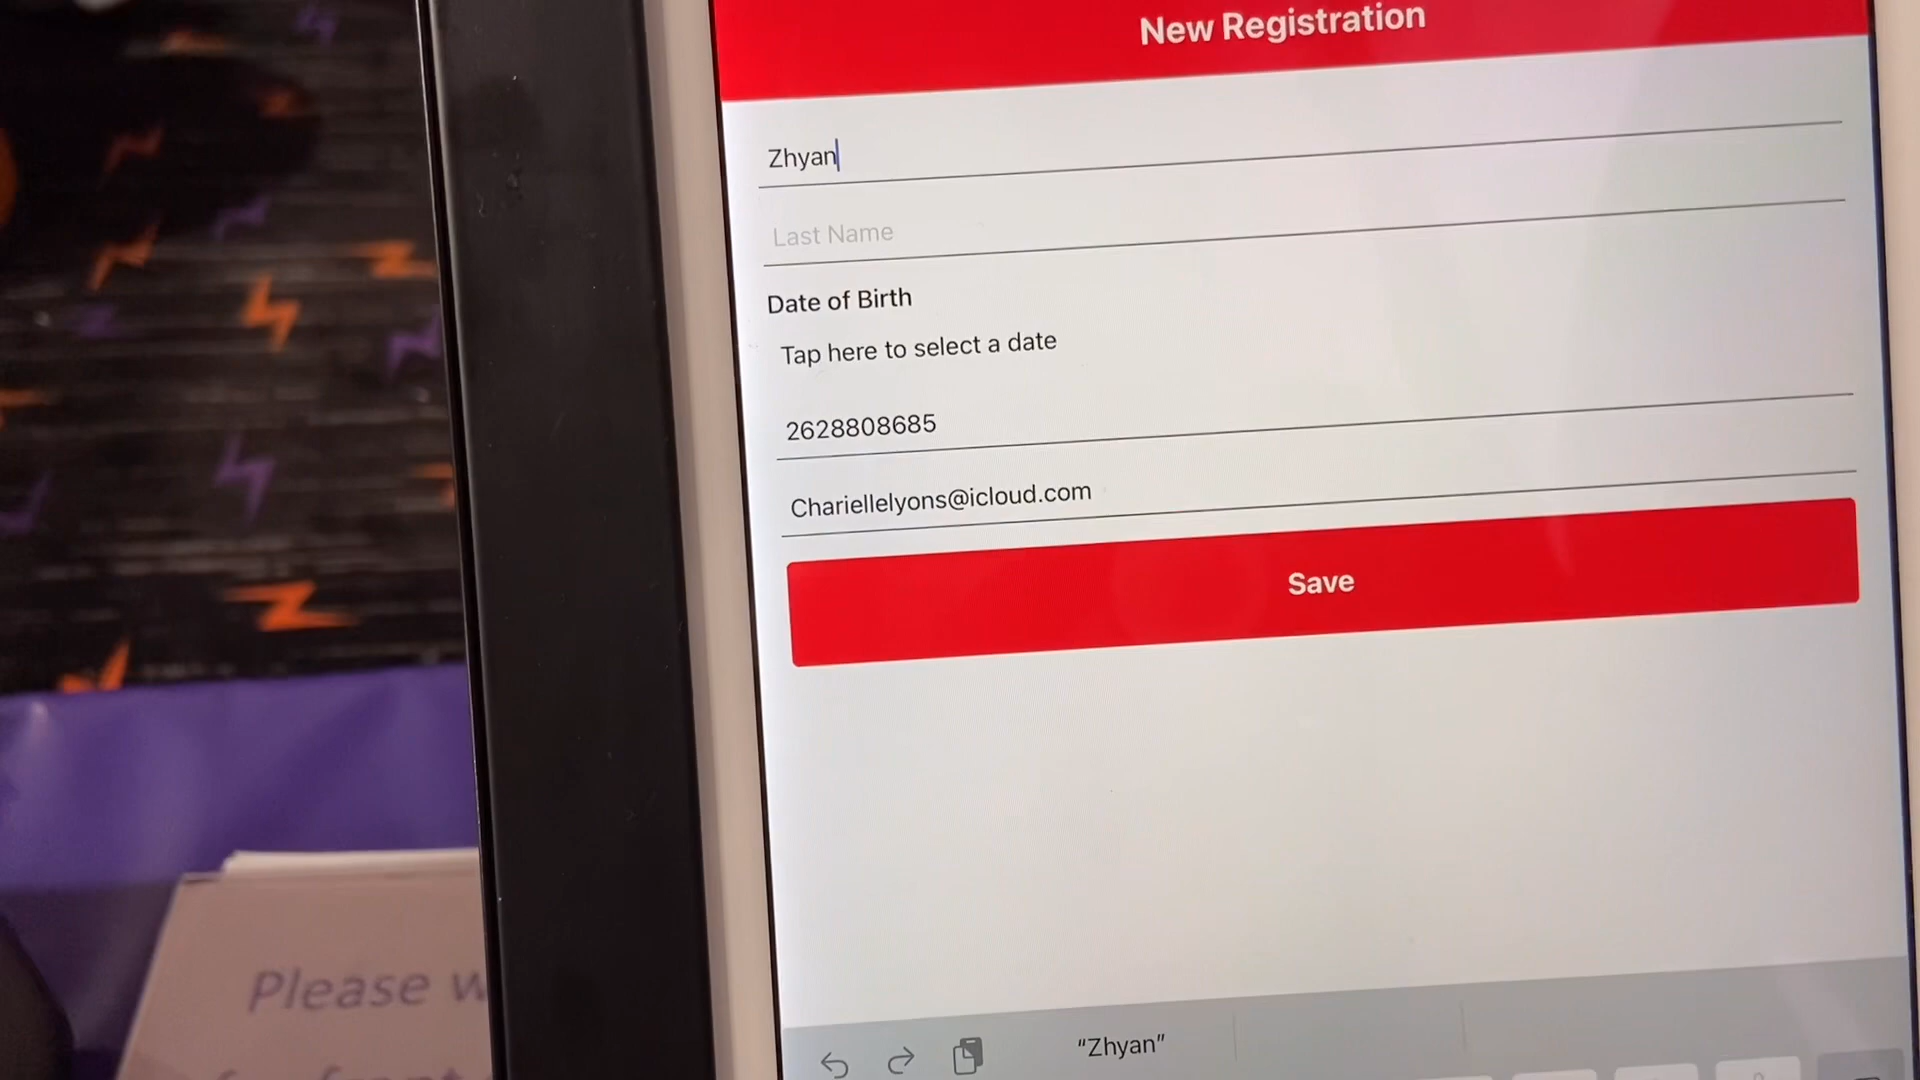 New Registration
Zhyan
Last Name
Date of Birth
Tap here to select a date
2628808685
Chariellelyons@icloud.com
Save
“Zhyan”
Please